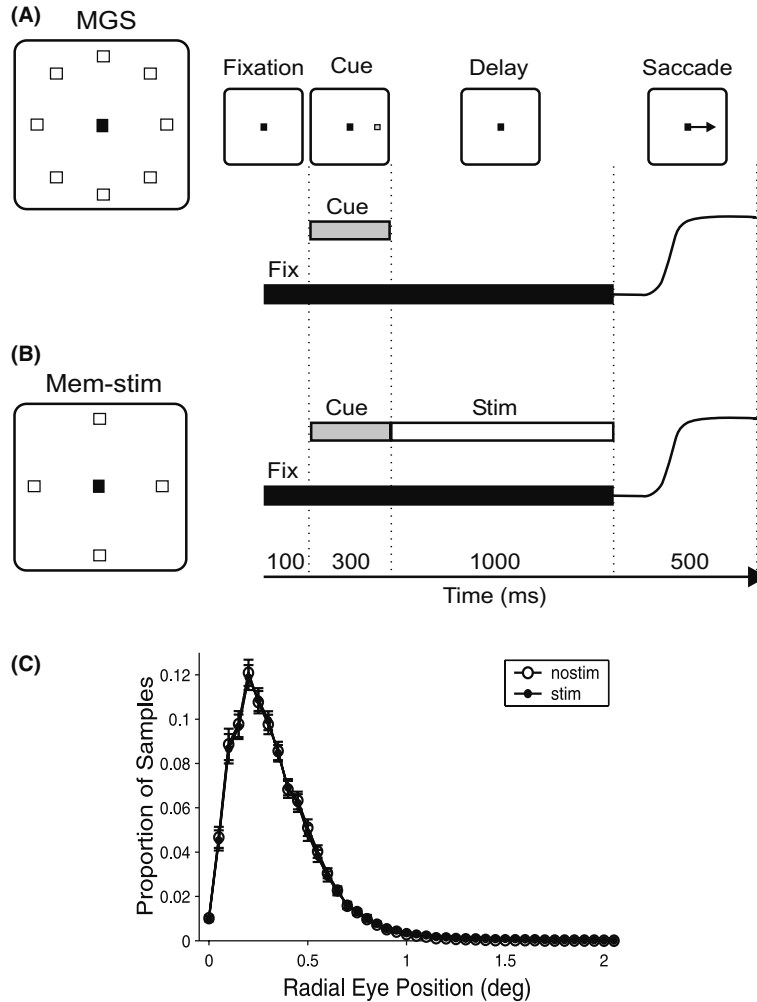 (A)
MGS
Fixation Cue Delay Saccade
Cue
Fix
(B)
Mem-stim
Cue Stim
Fix
100 300 1000 500
Time (ms)
(C)
Proportion of Samples
0.12
0.1
0.08
0.06
0.04
0.02
0
nostim
stim
0 0.5 1 1.5 2
Radial Eye Position (deg)